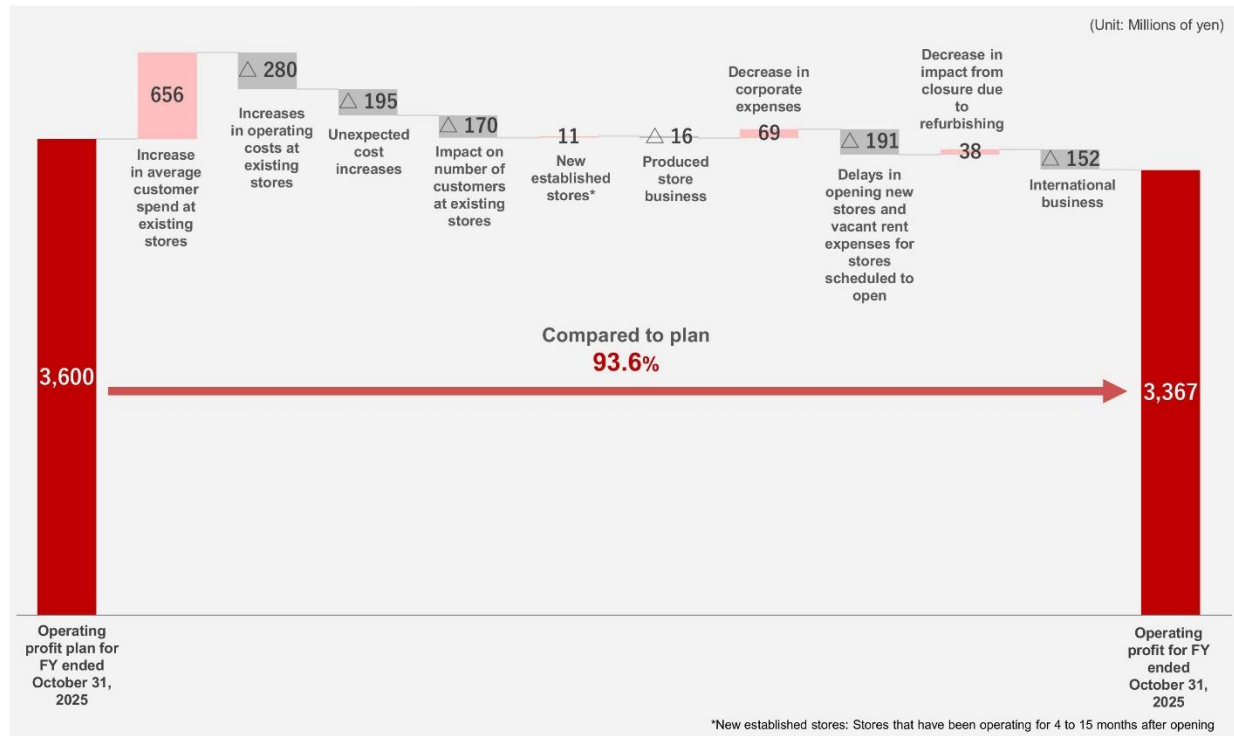 (Unit: Millions of yen)
3,600
Operating
profit plan for
FY ended
October 31,
2025
656
Increase
in average
customer
spend at
existing
stores
△ 280
Increases
in operating
costs at
existing
stores
△ 195
Unexpected
cost
increases
△ 170
Impact on
number of
customers
at existing
stores
11
New
established
stores*
△ 16
Produced
store
business
Decrease in
corporate
expenses
69
△ 191
Delays in
opening new
stores and
vacant rent
expenses for
stores
scheduled to
open
Decrease in
impact from
closure due
to
refurbishing
38
△ 152
International
business
Compared to plan
93.6%
3,367
Operating
profit for FY
ended
October 31,
2025
*New established stores: Stores that have been operating for 4 to 15 months after opening